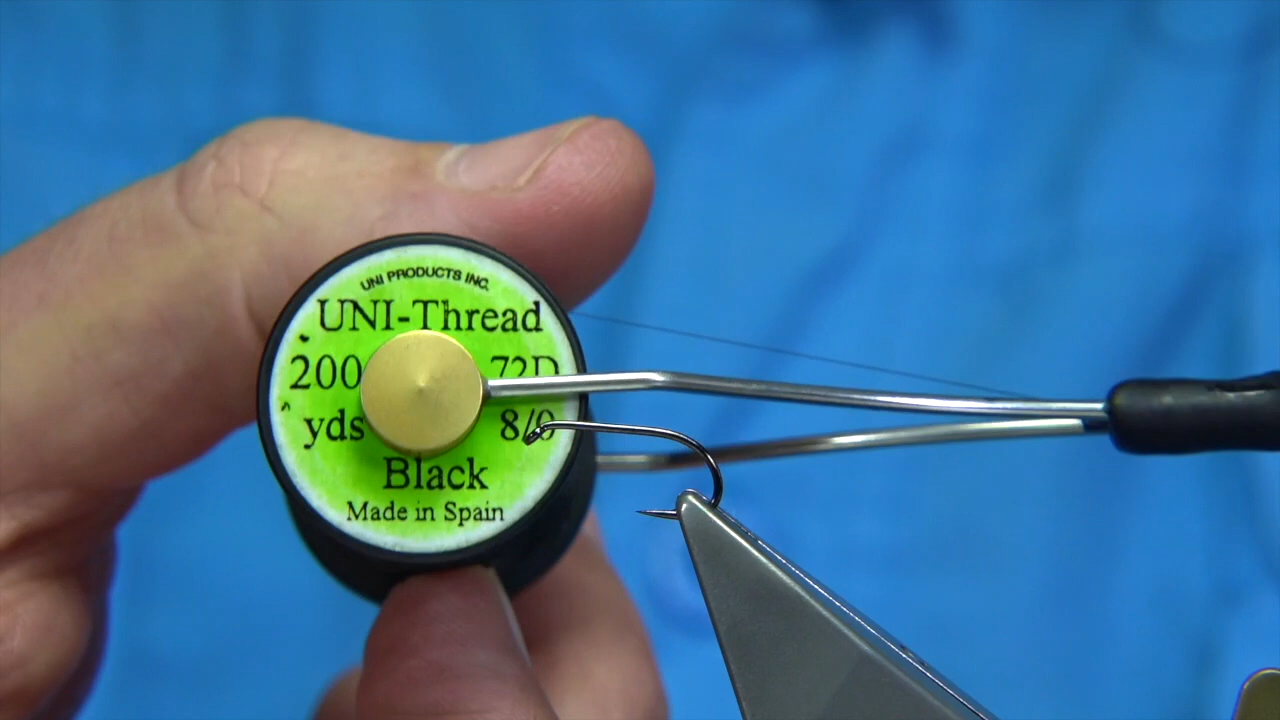 UNI PRODUCTS INC.
UNI-Thread
200 72D
yds 8/0
Black
Made in Spain